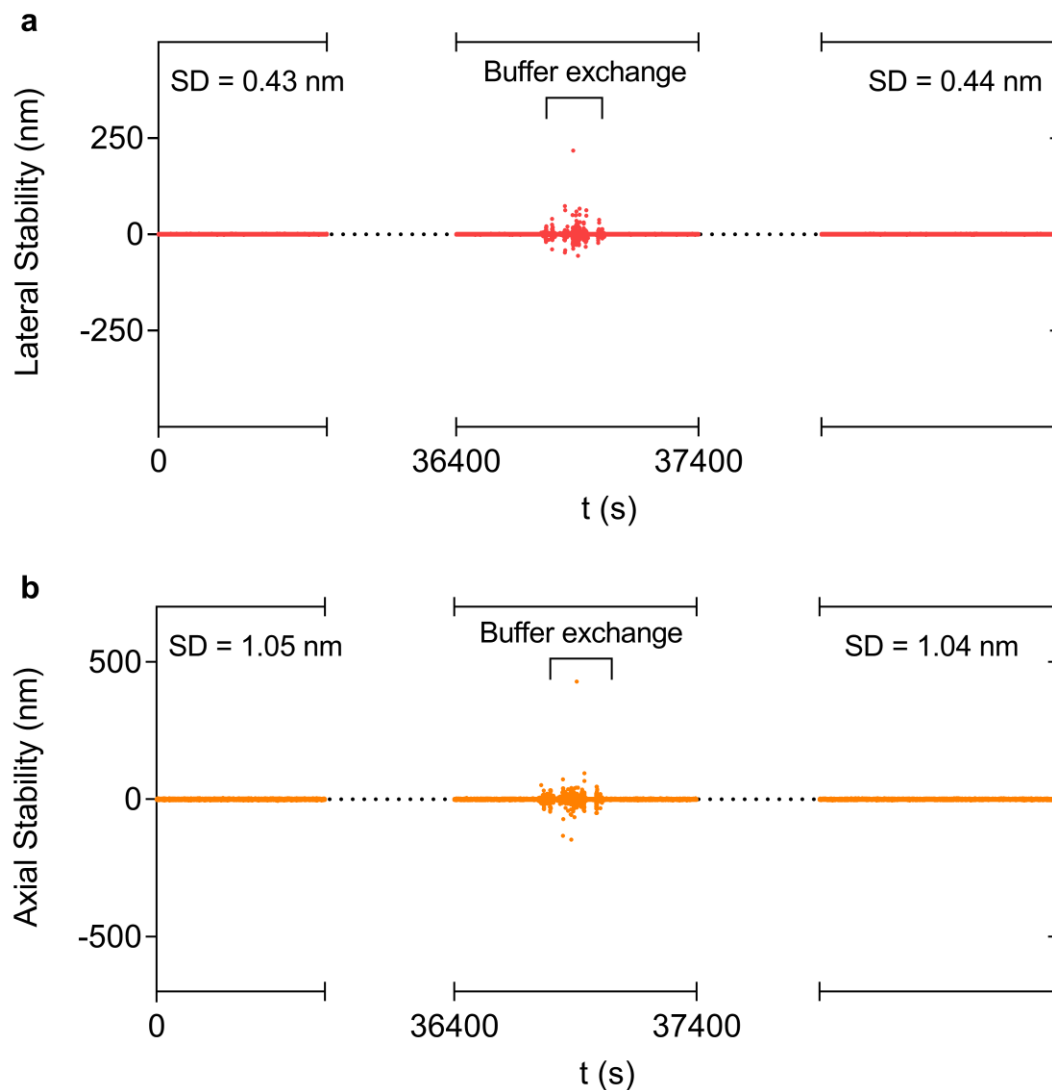 a
Lateral Stability (nm)
SD = 0.43 nm
Buffer exchange
SD = 0.44 nm
250
0
-250
0
36400
37400
t (s)
b
Axial Stability (nm)
SD = 1.05 nm
Buffer exchange
SD = 1.04 nm
500
0
-500
0
36400
37400
t (s)